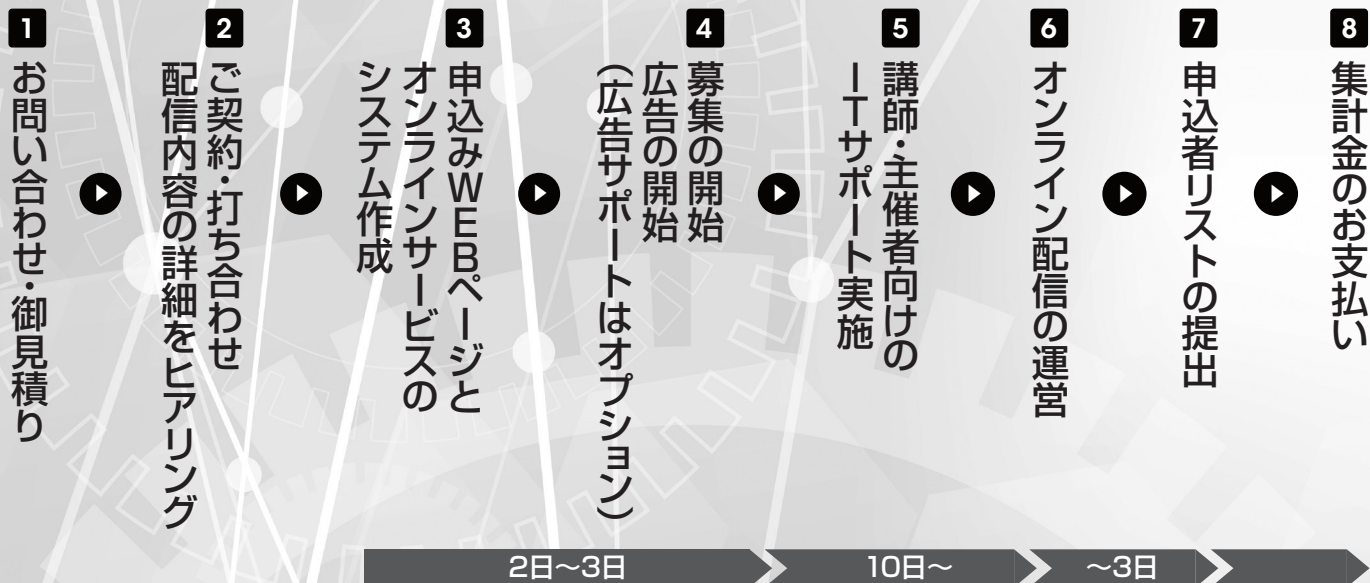 1
お問い合わせ・御見積り
2
ご契約・打ち合わせ
配信内容の詳細をヒアリング
3
申込みWEBページと
オンラインサービスの
システム作成
4
募集の開始
広告の開始
（広告サポートはオプション）
5
講師・主催者向けの
ITサポート実施
6
オンライン配信の運営
7
申込者リストの提出
8
集計金のお支払い
2日〜3日
10日〜
〜3日